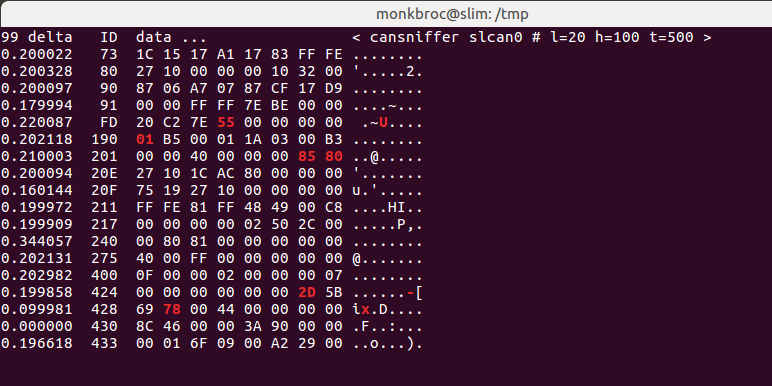 monkbroc@slim: /tmp
99 delta   ID  data ...                  < cansniffer slcan0 # l=20 h=100 t=500 >
0.200022   73  1C 15 17 A1 17 83 FF FE ........
0.200328   80  27 10 00 00 00 10 32 00 '.....2.
0.200097   90  87 06 A7 07 87 CF 17 D9 ........
0.179994   91  00 00 FF FF 7E BE 00 00 ....~...
0.220087   FD  20 C2 7E 55 00 00 00 00  .~U....
0.202118  190  01 B5 00 01 1A 03 00 B3 ........
0.210003  201  00 00 40 00 00 00 85 80 ..@.....
0.200094  20E  27 10 1C AC 80 00 00 00 '.......
0.160144  20F  75 19 27 10 00 00 00 00 u.'.....
0.199972  211  FF FE 81 FF 48 49 00 C8 ....HI..
0.199909  217  00 00 00 00 02 50 2C 00 .....P,.
0.344057  240  00 80 81 00 00 00 00 00 ........
0.202131  275  40 00 FF 00 00 00 00 00 @.......
0.202982  400  0F 00 00 02 00 00 00 07 ........
0.199858  424  00 00 00 00 00 00 2D 5B ......-[
0.099981  428  69 78 00 44 00 00 00 00 ix.D....
0.000000  430  8C 46 00 00 3A 90 00 00 .F..:...
0.196618  433  00 01 6F 09 00 A2 29 00 ..o...).